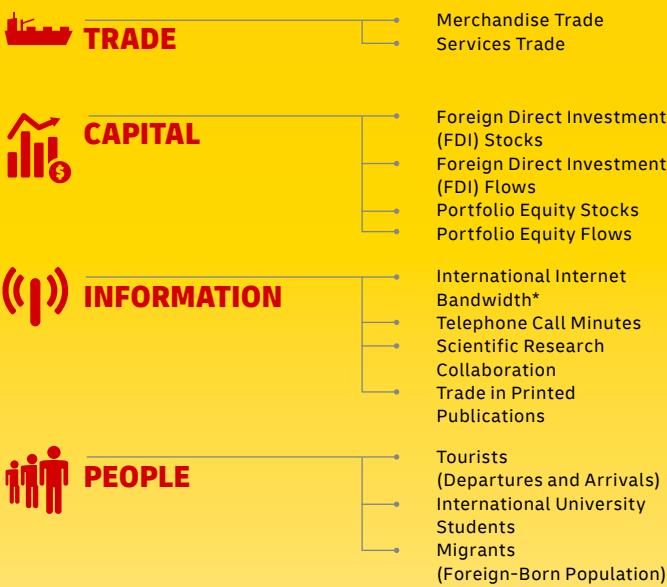 TRADE
Merchandise Trade
Services Trade
CAPITAL
Foreign Direct Investment
(FDI) Stocks
Foreign Direct Investment
(FDI) Flows
Portfolio Equity Stocks
Portfolio Equity Flows
INFORMATION
International Internet
Bandwidth*
Telephone Call Minutes
Scientific Research
Collaboration
Trade in Printed
Publications
PEOPLE
Tourists
(Departures and Arrivals)
International University
Students
Migrants
(Foreign-Born Population)
$